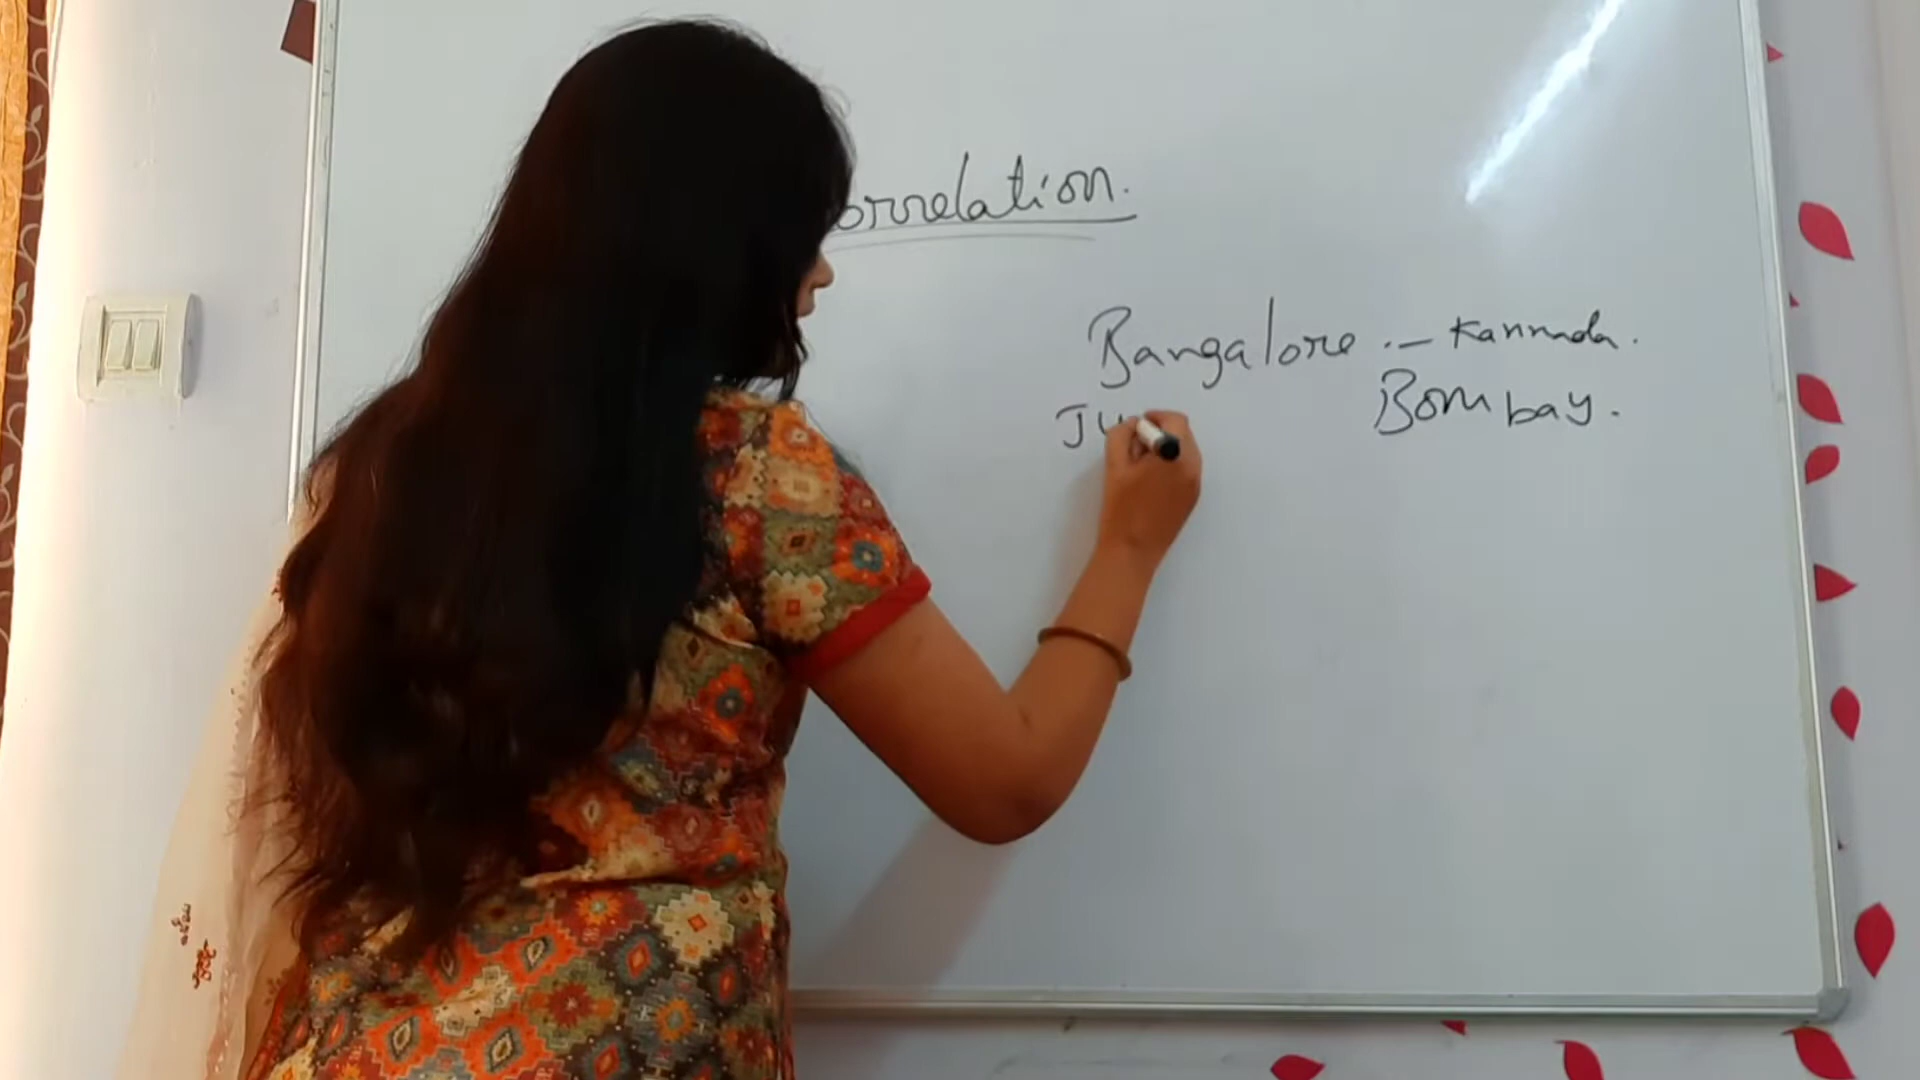 orrelation.
Bangalore. - Kannada.
Bombay.